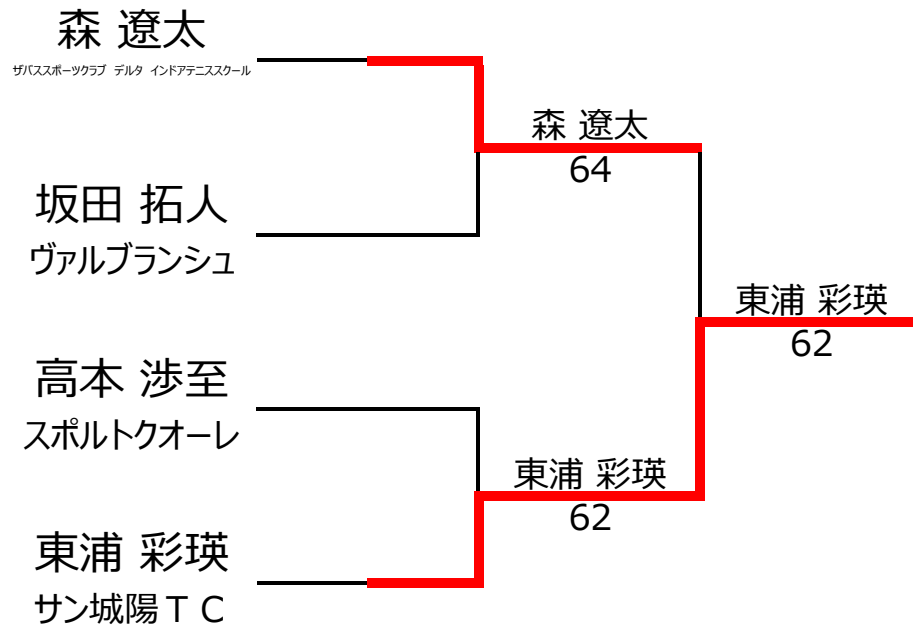 森 遼太
ザバススポーツクラブ デルタ インドアテニススクール
森 遼太
64
坂田 拓人
ヴァルブランシュ
東浦 彩瑛
62
高本 渉至
スポルトクオーレ
東浦 彩瑛
62
東浦 彩瑛
サン城陽ＴＣ